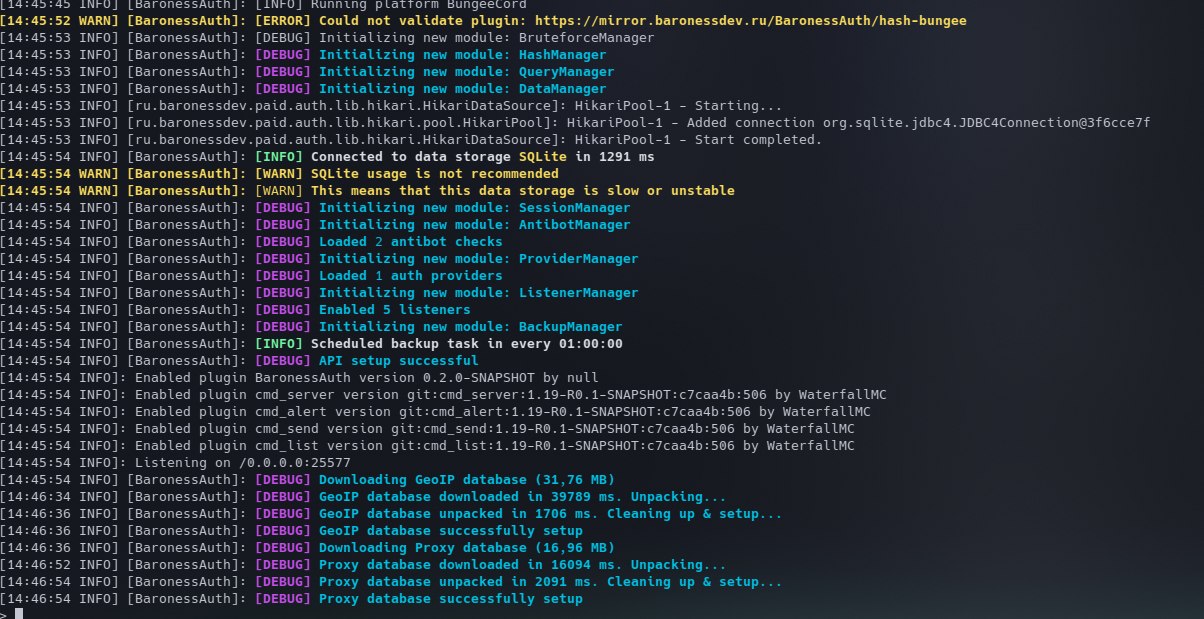 [14:45:45 INFO] [BaronessAuth]: [INFO] Running platform BungeeCord
[14:45:52 WARN] [BaronessAuth]: [ERROR] Could not validate plugin: https://mirror.baronessdev.ru/BaronessAuth/hash-bungee
[14:45:53 INFO] [BaronessAuth]: [DEBUG] Initializing new module: BruteforceManager
[14:45:53 INFO] [BaronessAuth]: [DEBUG] Initializing new module: HashManager
[14:45:53 INFO] [BaronessAuth]: [DEBUG] Initializing new module: QueryManager
[14:45:53 INFO] [BaronessAuth]: [DEBUG] Initializing new module: DataManager
[14:45:53 INFO] [ru.baronessdev.paid.auth.lib.hikari.HikariDataSource]: HikariPool-1 - Starting...
[14:45:53 INFO] [ru.baronessdev.paid.auth.lib.hikari.pool.HikariPool]: HikariPool-1 - Added connection org.sqlite.jdbc4.JDBC4Connection@3f6cce7f
[14:45:53 INFO] [ru.baronessdev.paid.auth.lib.hikari.HikariDataSource]: HikariPool-1 - Start completed.
[14:45:54 INFO] [BaronessAuth]: [INFO] Connected to data storage SQLite in 1291 ms
[14:45:54 WARN] [BaronessAuth]: [WARN] SQLite usage is not recommended
[14:45:54 WARN] [BaronessAuth]: [WARN] This means that this data storage is slow or unstable
[14:45:54 INFO] [BaronessAuth]: [DEBUG] Initializing new module: SessionManager
[14:45:54 INFO] [BaronessAuth]: [DEBUG] Initializing new module: AntibotManager
[14:45:54 INFO] [BaronessAuth]: [DEBUG] Loaded 2 antibot checks
[14:45:54 INFO] [BaronessAuth]: [DEBUG] Initializing new module: ProviderManager
[14:45:54 INFO] [BaronessAuth]: [DEBUG] Loaded 1 auth providers
[14:45:54 INFO] [BaronessAuth]: [DEBUG] Initializing new module: ListenerManager
[14:45:54 INFO] [BaronessAuth]: [DEBUG] Enabled 5 listeners
[14:45:54 INFO] [BaronessAuth]: [DEBUG] Initializing new module: BackupManager
[14:45:54 INFO] [BaronessAuth]: [INFO] Scheduled backup task in every 01:00:00
[14:45:54 INFO] [BaronessAuth]: [DEBUG] API setup successful
[14:45:54 INFO]: Enabled plugin BaronessAuth version 0.2.0-SNAPSHOT by null
[14:45:54 INFO]: Enabled plugin cmd_server version git:cmd_server:1.19-R0.1-SNAPSHOT:c7caa4b:506 by WaterfallMC
[14:45:54 INFO]: Enabled plugin cmd_alert version git:cmd_alert:1.19-R0.1-SNAPSHOT:c7caa4b:506 by WaterfallMC
[14:45:54 INFO]: Enabled plugin cmd_send version git:cmd_send:1.19-R0.1-SNAPSHOT:c7caa4b:506 by WaterfallMC
[14:45:54 INFO]: Enabled plugin cmd_list version git:cmd_list:1.19-R0.1-SNAPSHOT:c7caa4b:506 by WaterfallMC
[14:45:54 INFO]: Listening on /0.0.0.0:25577
[14:45:54 INFO] [BaronessAuth]: [DEBUG] Downloading GeoIP database (31,76 MB)
[14:46:34 INFO] [BaronessAuth]: [DEBUG] GeoIP database downloaded in 39789 ms. Unpacking...
[14:46:36 INFO] [BaronessAuth]: [DEBUG] GeoIP database unpacked in 1706 ms. Cleaning up & setup...
[14:46:36 INFO] [BaronessAuth]: [DEBUG] GeoIP database successfully setup
[14:46:36 INFO] [BaronessAuth]: [DEBUG] Downloading Proxy database (16,96 MB)
[14:46:52 INFO] [BaronessAuth]: [DEBUG] Proxy database downloaded in 16094 ms. Unpacking...
[14:46:54 INFO] [BaronessAuth]: [DEBUG] Proxy database unpacked in 2091 ms. Cleaning up & setup...
[14:46:54 INFO] [BaronessAuth]: [DEBUG] Proxy database successfully setup
>